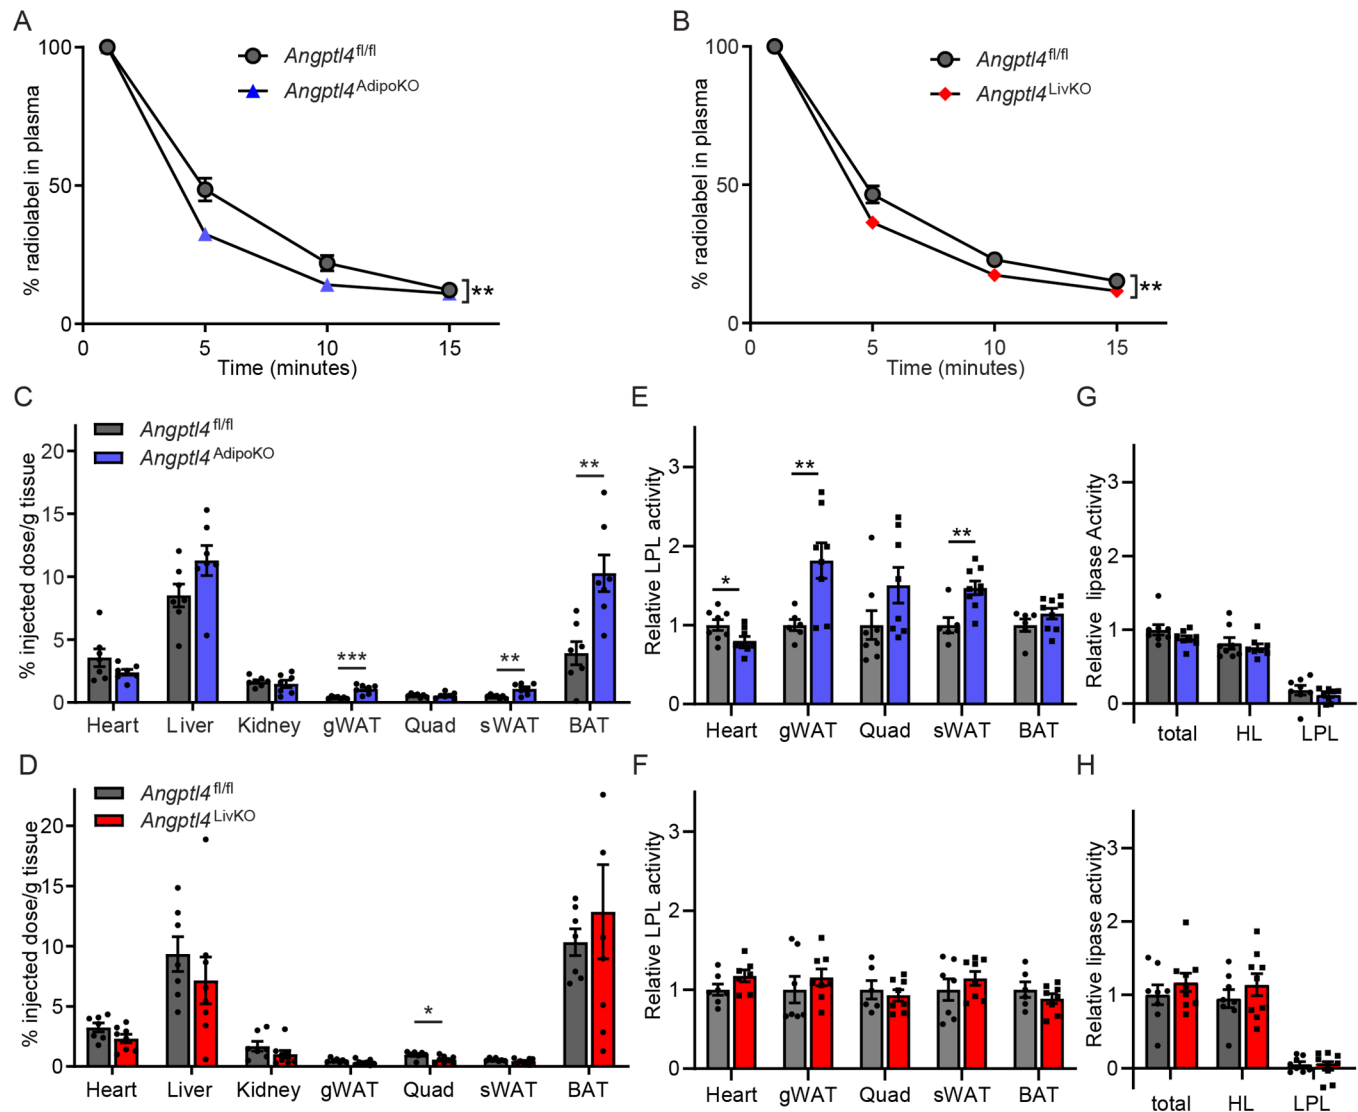 A
% radiolabel in plasma
100
50
0
0 5 10 15
Time (minutes)
Angptl4fl/fl
Angptl4AdipoKO
**
B
% radiolabel in plasma
100
50
0
0 5 10 15
Time (minutes)
Angptl4fl/fl
Angptl4LivKO
**
C
% injected dose/g tissue
20
15
10
5
0
Angptl4fl/fl
Angptl4AdipoKO
*** ** **
Heart Liver Kidney gWAT Quad sWAT BAT
E
Relative LPL activity
3
2
1
0
* ** **
Heart gWAT Quad sWAT BAT
G
Relative lipase Activity
3
2
1
0
total HL LPL
D
% injected dose/g tissue
20
15
10
5
0
Angptl4fl/fl
Angptl4LivKO
*
Heart Liver Kidney gWAT Quad sWAT BAT
F
Relative LPL activity
3
2
1
0
Heart gWAT Quad sWAT BAT
H
Relative lipase activity
3
2
1
0
total HL LPL